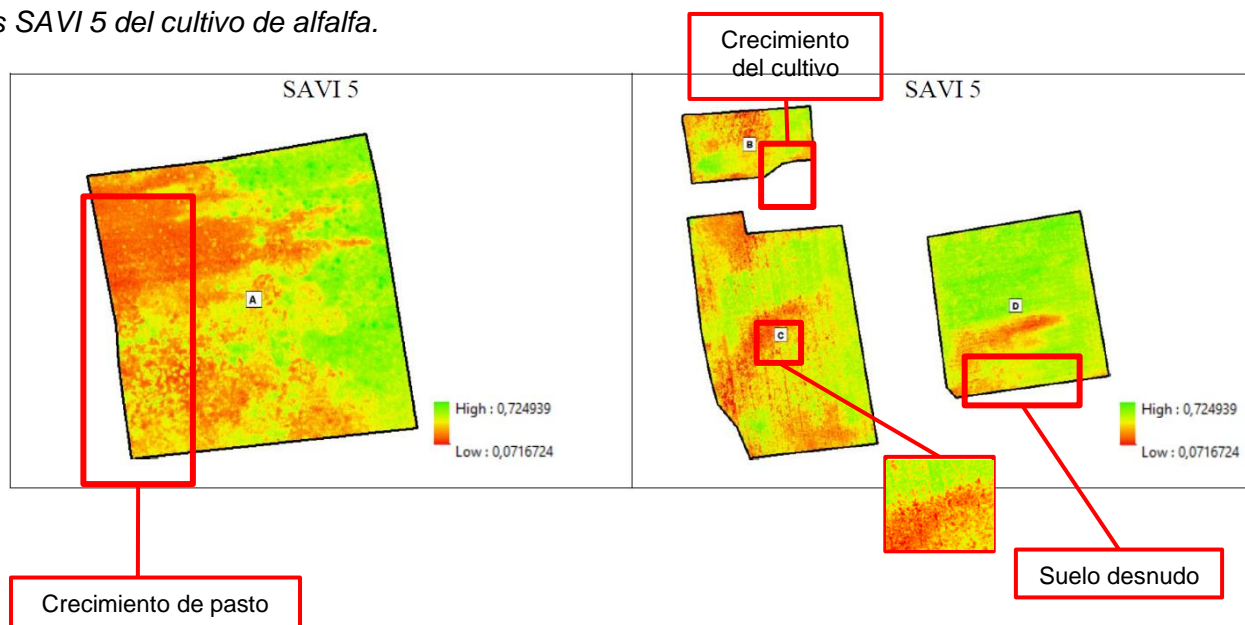 s SAVI 5 del cultivo de alfalfa.
Crecimiento
del cultivo
SAVI 5
SAVI 5
A
High : 0,724939
Low : 0,0716724
B
C
D
High : 0,724939
Low : 0,0716724
Crecimiento de pasto
Suelo desnudo